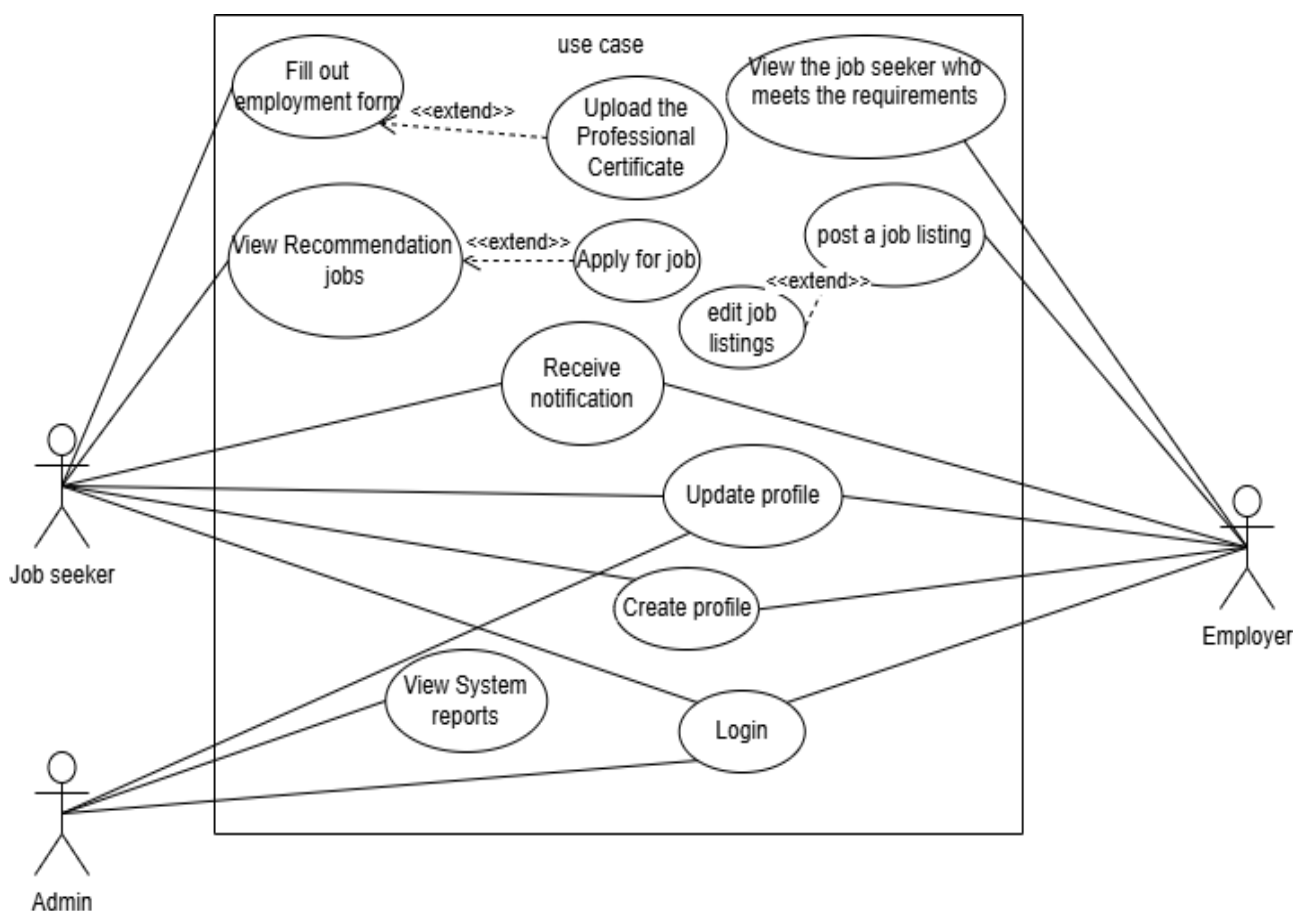 use case
Fill out
employment form
<<extend>>
Upload the
Professional
Certificate
View the job seeker who
meets the requirements
View Recommendation
jobs
<<extend>>
Apply for job
post a job listing
<<extend>>
edit job
listings
Receive
notification
Update profile
Job seeker
Create profile
Employer
View System
reports
Login
Admin